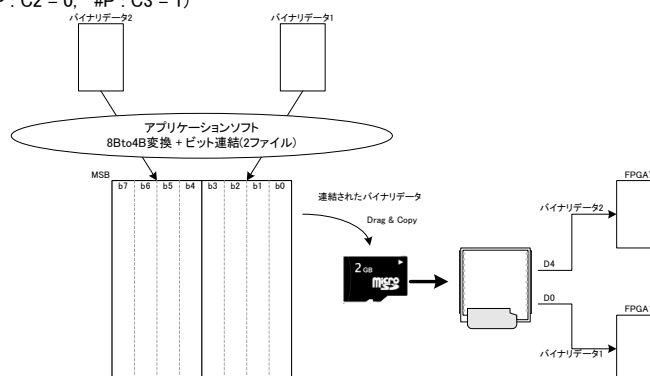 P : C2 = 0,  #P : C3 = 1)
バイナリデータ2
バイナリデータ1
アプリケーションソフト
8Bto4B変換 + ビット連結(2ファイル)
MSB
b7 b6 b5 b4 b3 b2 b1 b0
連結されたバイナリデータ
Drag & Copy
2 GB
micro
SD
FPGA
バイナリデータ2
D4
D0
FPGA
バイナリデータ1